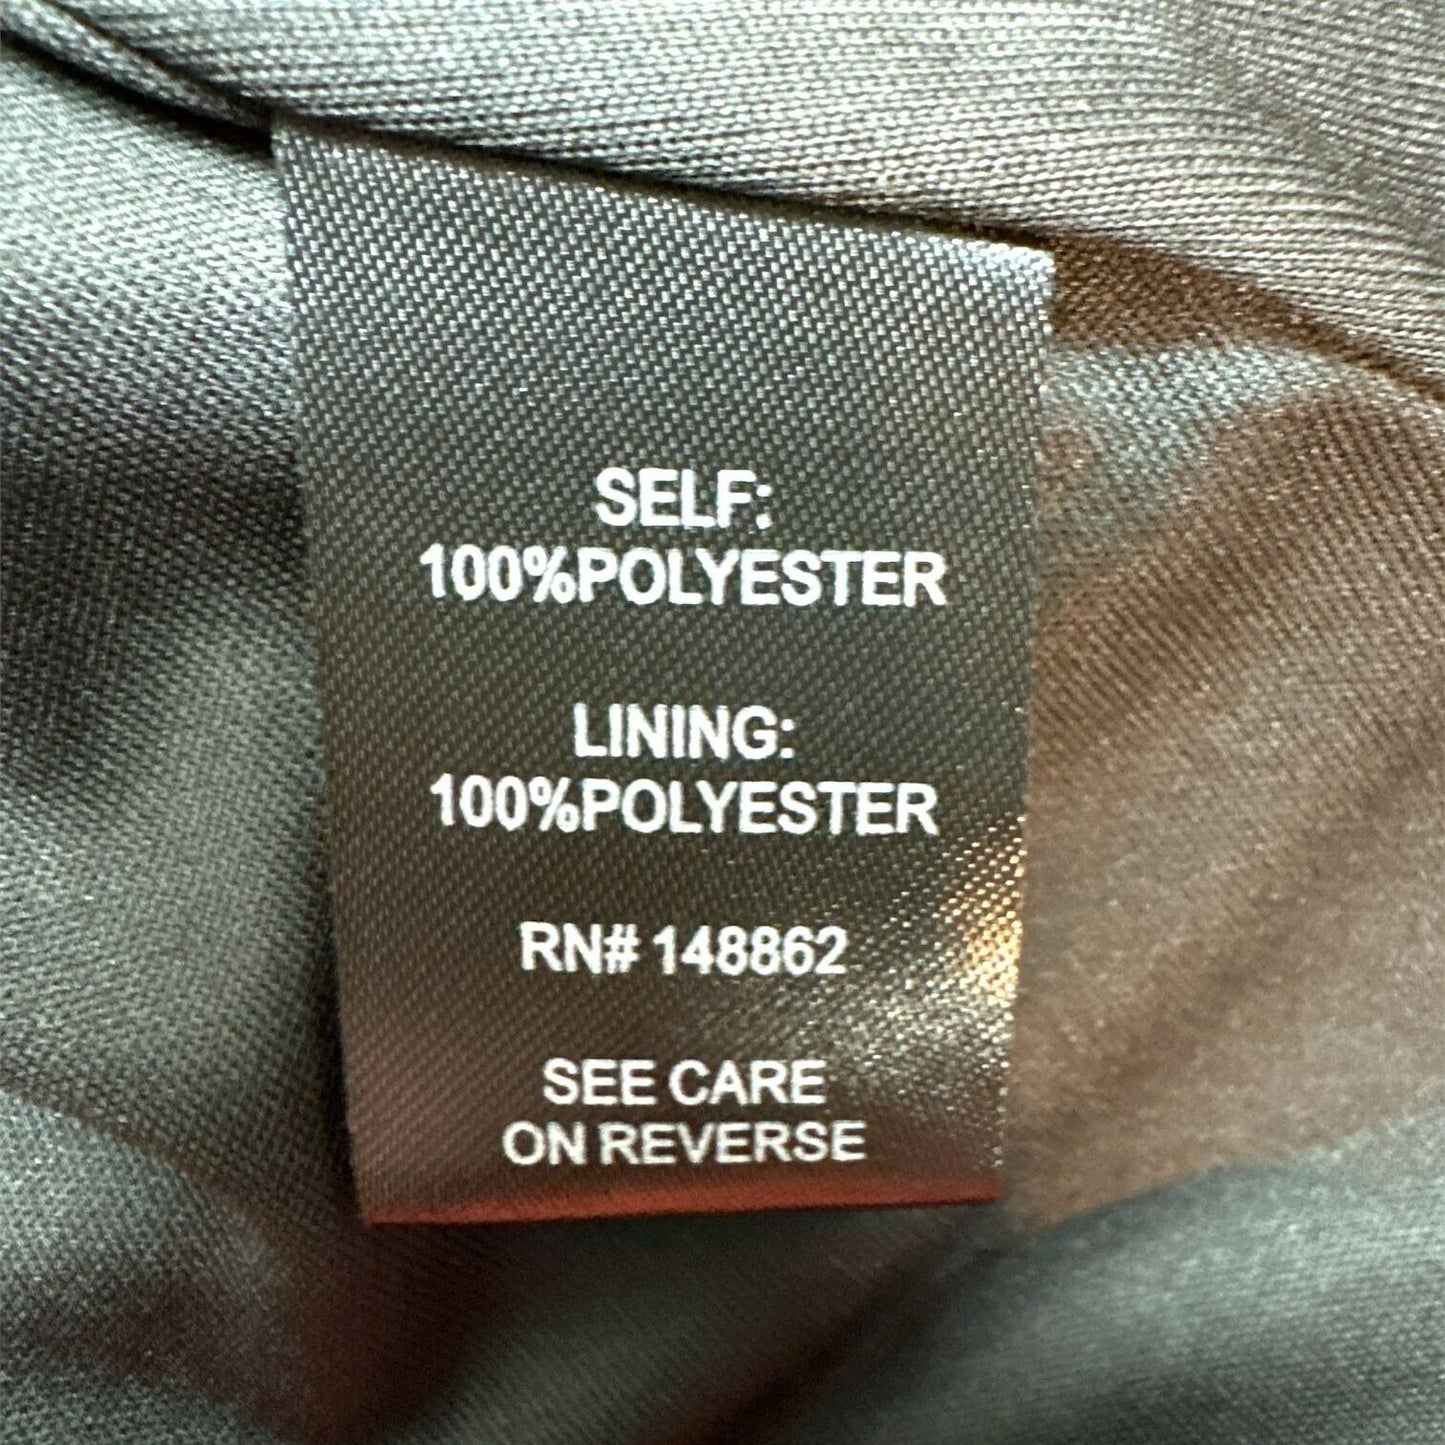 SELF:
100%POLYESTER
LINING:
100%POLYESTER
RN# 148862
SEE CARE
ON REVERSE